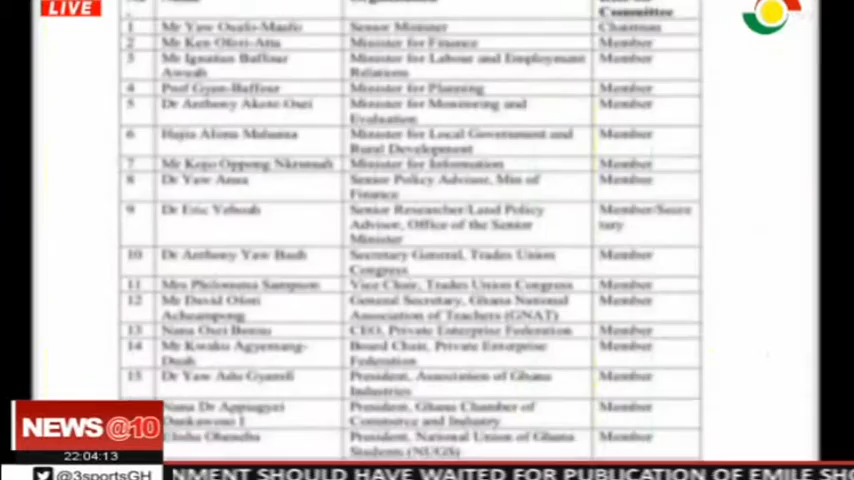 LIVE
Committee
1 Mr Yaw Osafo-Maafo Senior Minister Chairman
2 Mr Ken Ofori-Atta Minister for Finance Member
3 Mr Ignatius Baffour Minister for Labour and Employment Member
Awuah Relations
4 Prof Gyan-Baffour Minister for Planning Member
5 Dr Anthony Akoto Osei Minister for Monitoring and Member
Evaluation
6 Hajia Alima Mahama Minister for Local Government and Member
Rural Development
7 Mr Kojo Oppong Nkrumah Minister for Information Member
8 Dr Yaw Ansu Senior Policy Advisor, Min of Member
Finance
9 Dr Eric Yeboah Senior Researcher/Land Policy Member/Secre
Advisor, Office of the Senior tary
Minister
10 Dr Anthony Yaw Baah Secretary General, Trades Union Member
Congress
11 Mrs Philomena Sampson Vice Chair, Trades Union Congress Member
12 Mr David Ofori General Secretary, Ghana National Member
Acheampong Association of Teachers (GNAT)
13 Nana Osei Bonsu CEO, Private Enterprise Federation Member
14 Mr Kwaku Agyemang- Board Chair, Private Enterprise Member
Duah Federation
15 Dr Yaw Adu Gyamfi President, Association of Ghana Member
Industries
Nana Dr Appiagyei President, Ghana Chamber of Member
I Commerce and Industry
President, National Union of Ghana Member
Students (NUGS)
NEWS@10
22:04:13
@3sportsGH NMENT SHOULD HAVE WAITED FOR PUBLICATION OF EMILE SHO